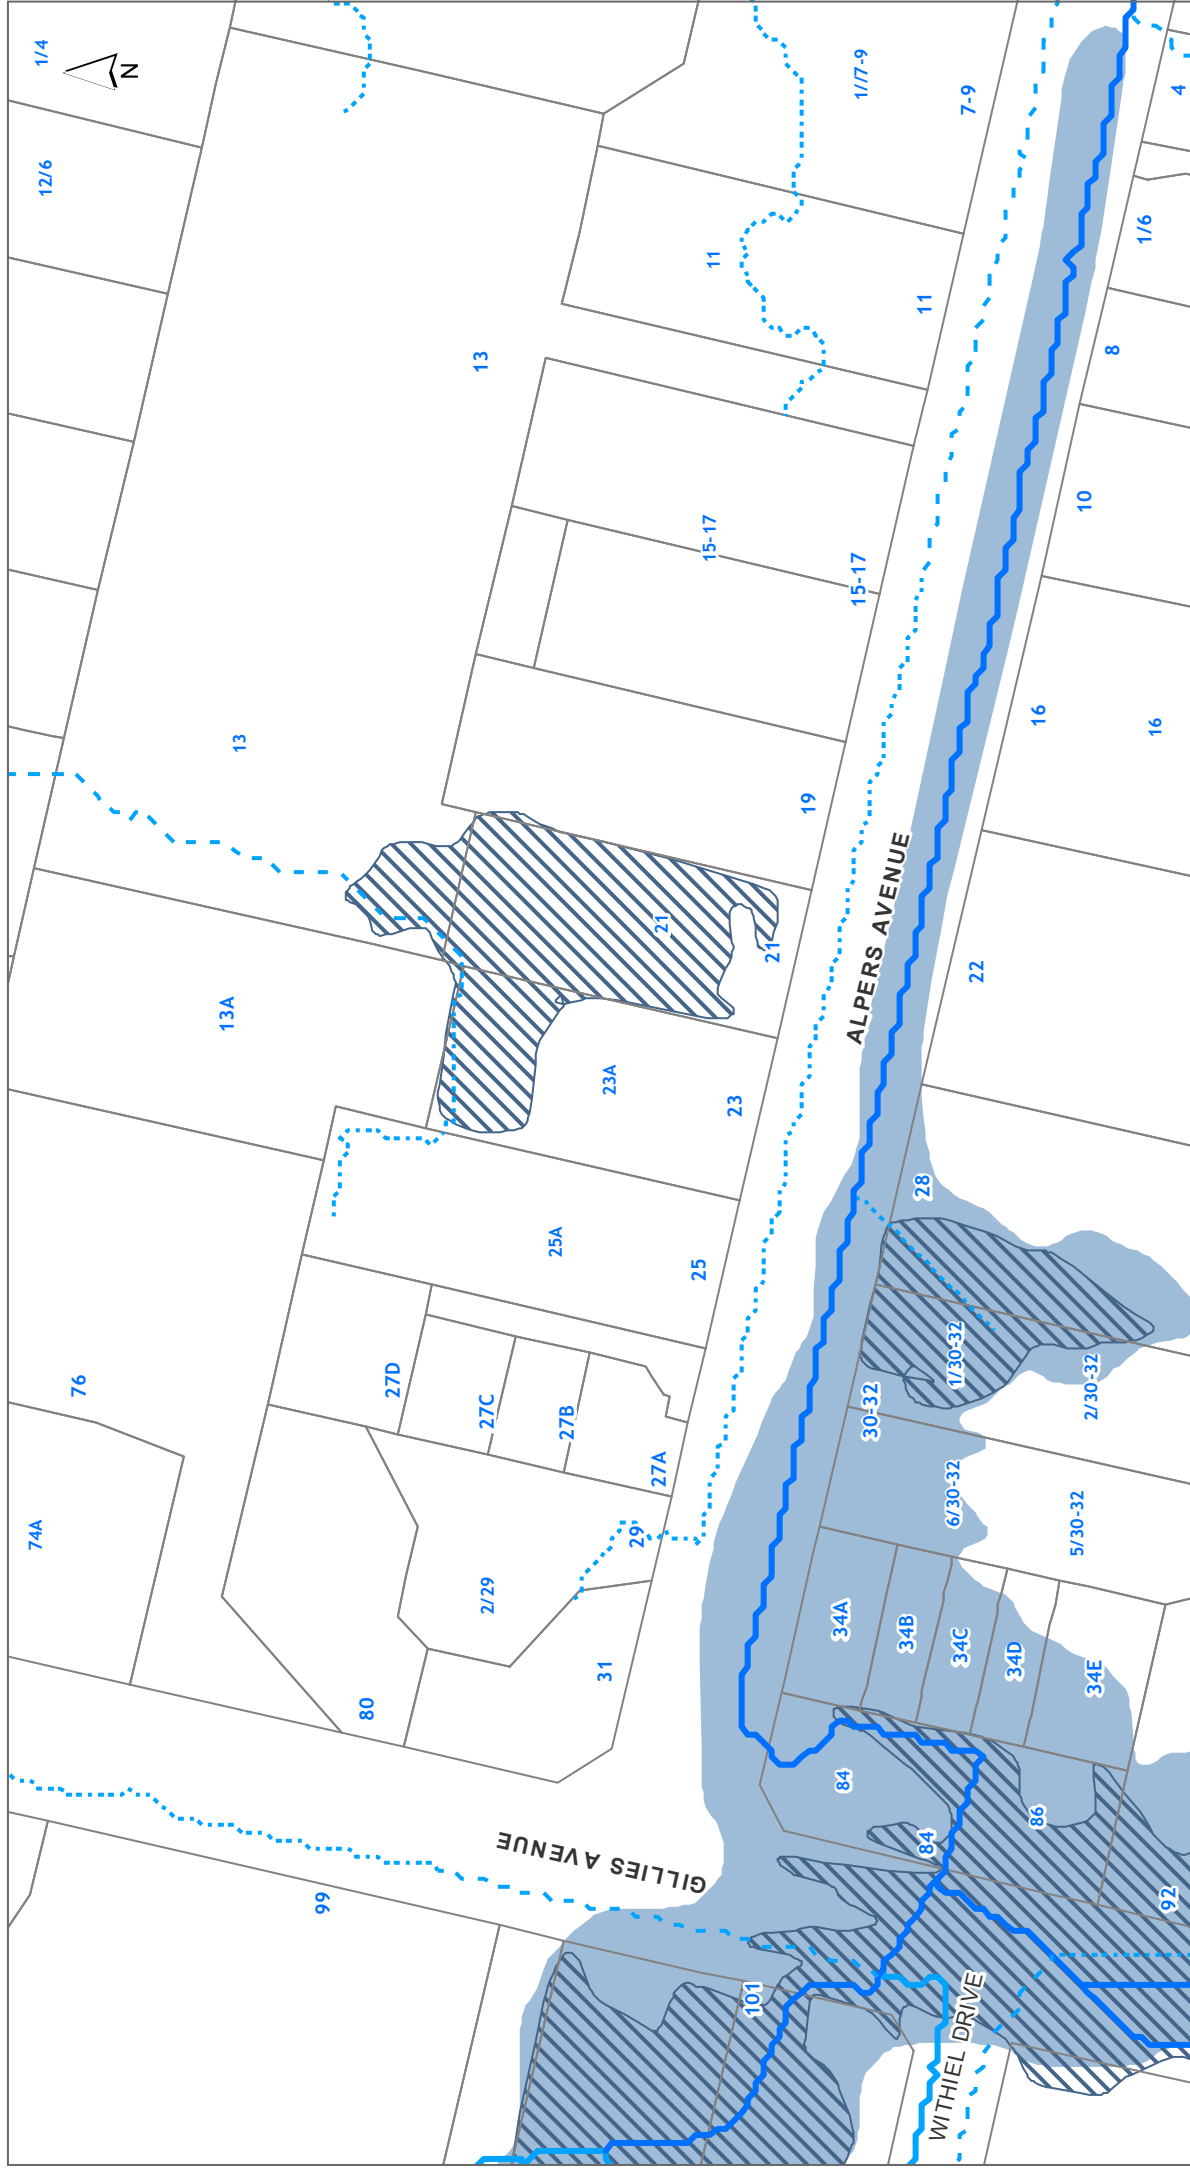 1/4
N
12/6
1//7-9
7-9
4
1/6
11
11
8
13
10
15-17
15-17
16
16
13
19
ALPERS AVENUE
22
21
21
13A
23A
23
28
25A
25
76
27D
27C
27B
27A
1/30-32
30-32
2/30-32
6/30-32
5/30-32
74A
29
2/29
31
80
34A
34B
34C
34D
34E
84
84
86
92
GILLIES AVENUE
99
101
WITHIEL DRIVE